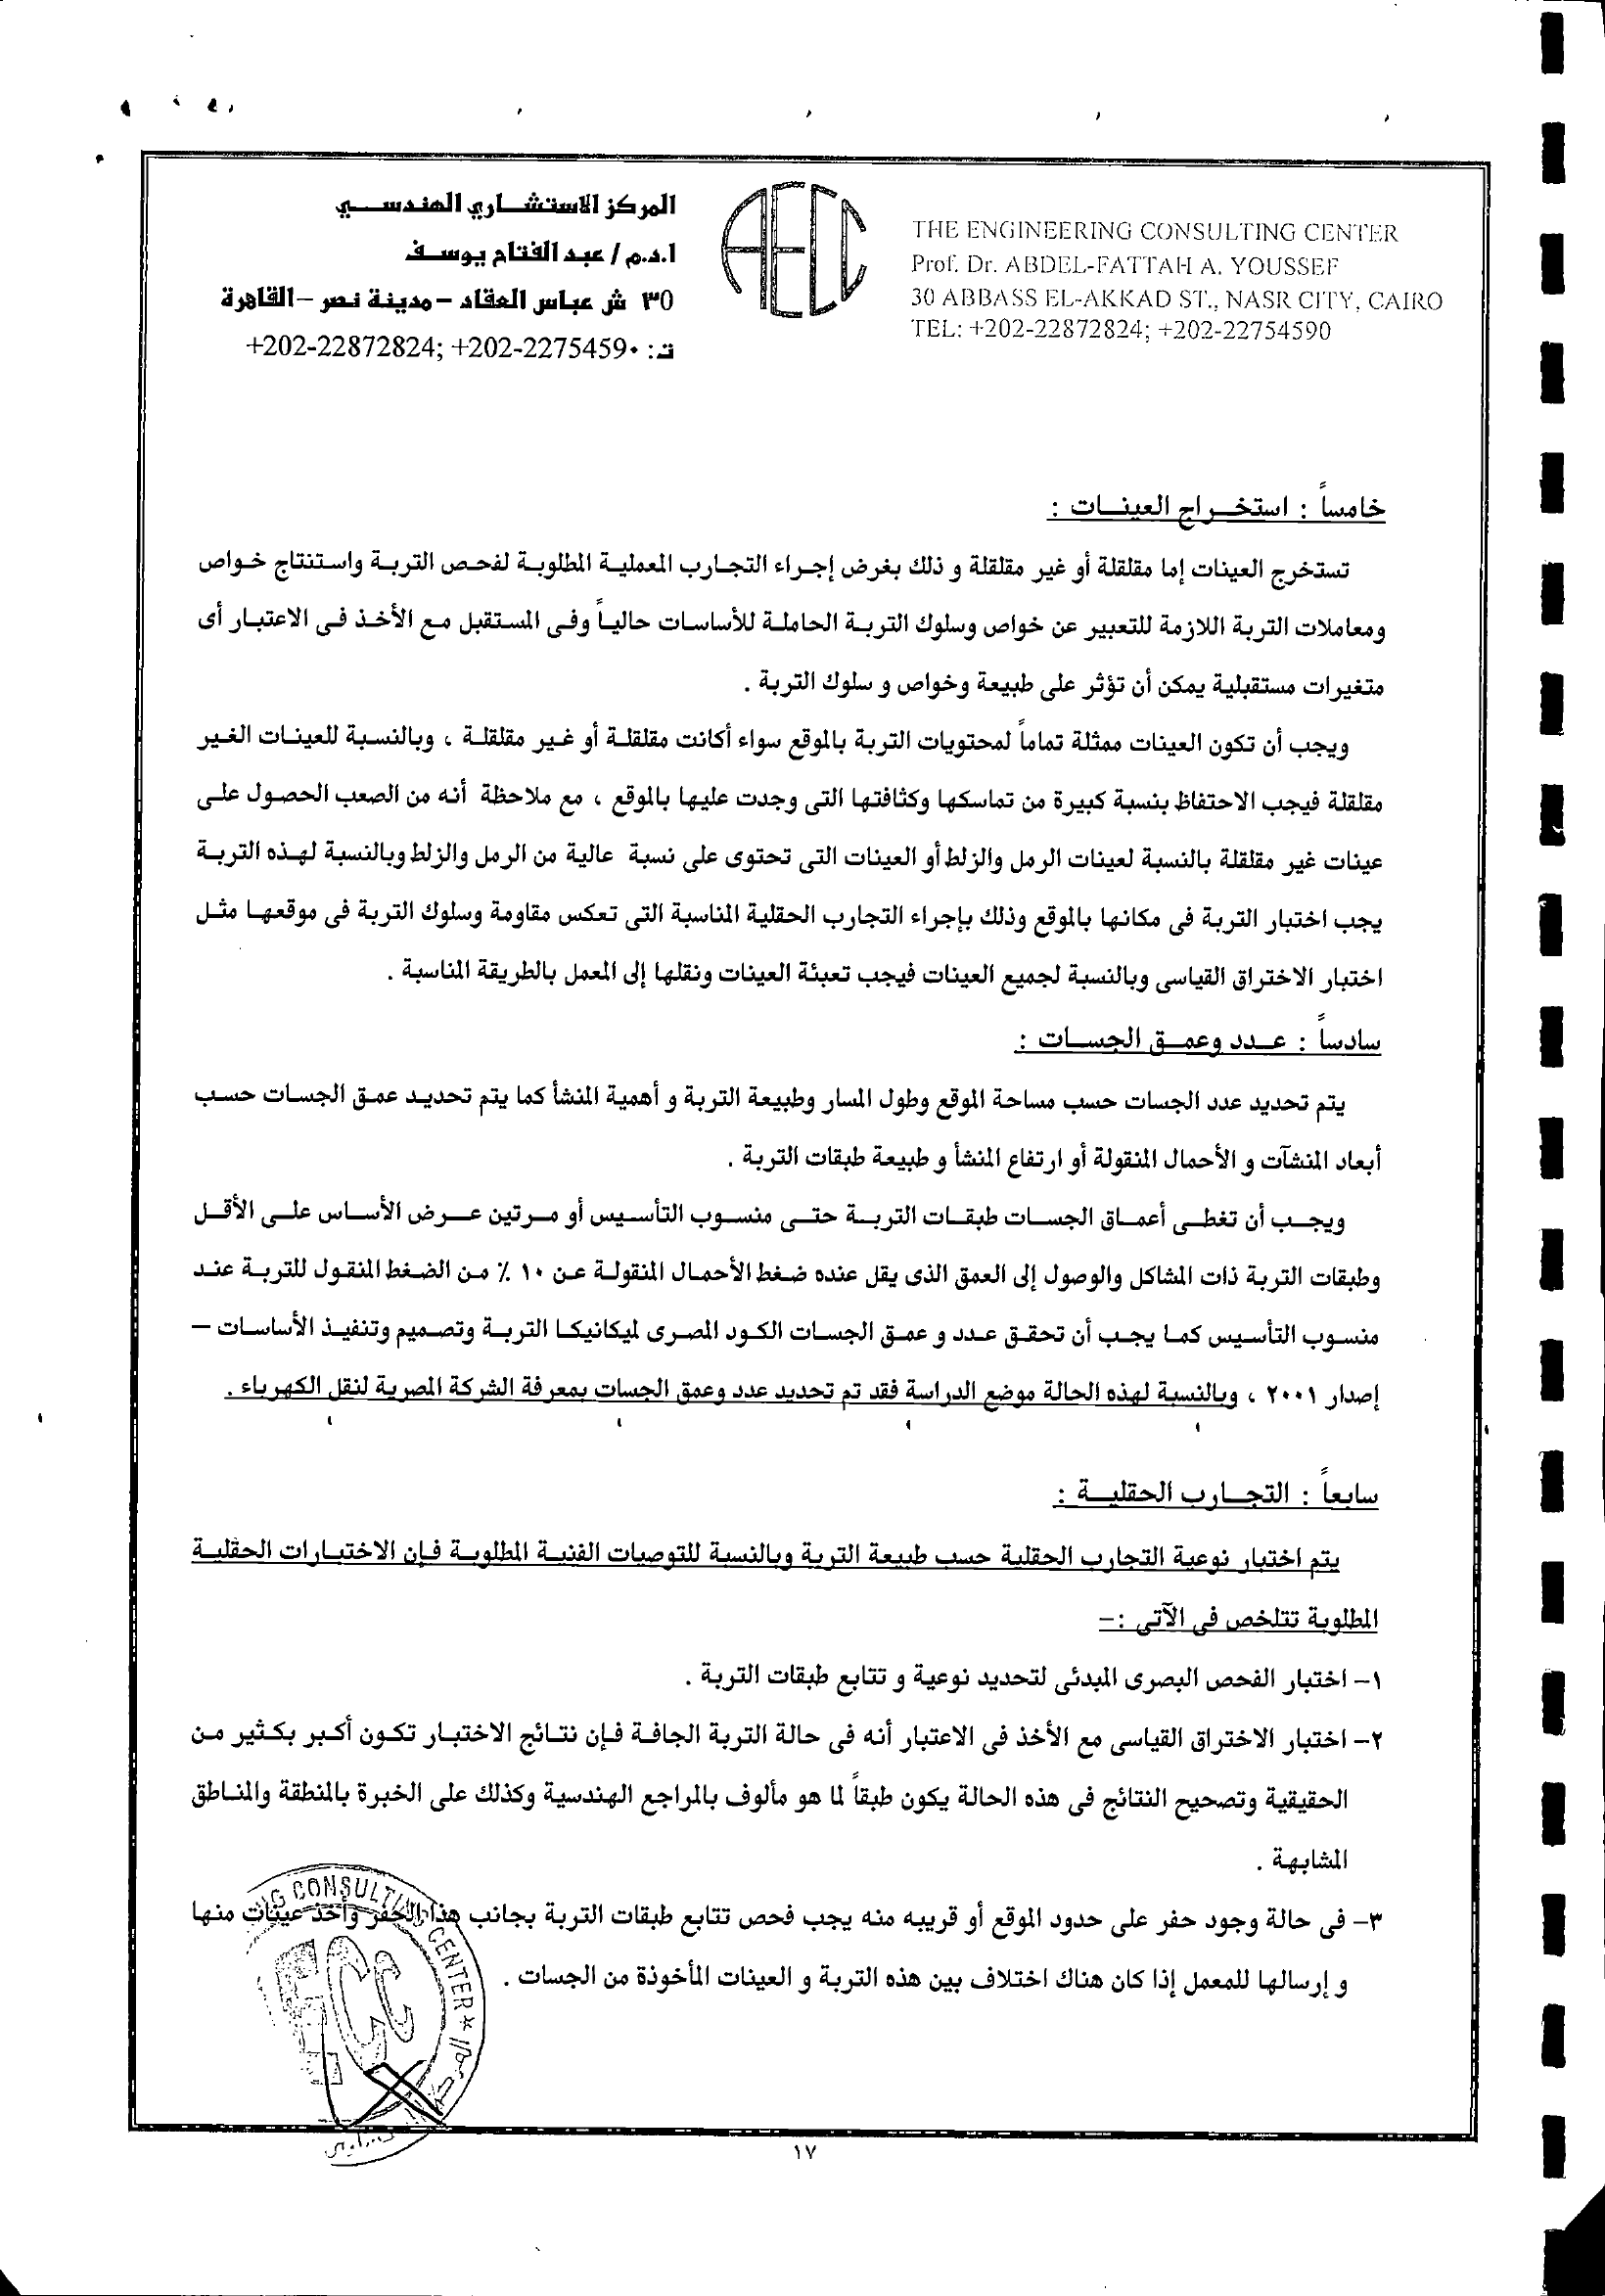 المركز الاستشاري الهندسي
ا.د.م / عبد الفتاح يوسف
٣٥ ش عباس العقاد – مدينة نصر – القاهرة
ت: +202-22872824; +202-2275459٠
AECC
THE ENGINEERING CONSULTING CENTER
Prof. Dr. ABDEL-FATTAH A. YOUSSEF
30 ABBASS EL-AKKAD ST., NASR CITY, CAIRO
TEL: +202-22872824; +202-22754590
خامساً : استخراج العينات :
تستخرج العينات إما مقلقلة أو غير مقلقلة و ذلك بغرض إجراء التجارب المعملية المطلوبة لفحص التربة واستنتاج خواص
ومعاملات التربة اللازمة للتعبير عن خواص وسلوك التربة الحاملة للأساسات حالياً وفى المستقبل مع الأخذ فى الاعتبار أى
متغيرات مستقبلية يمكن أن تؤثر على طبيعة وخواص و سلوك التربة .
ويجب أن تكون العينات ممثلة تماماً لمحتويات التربة بالموقع سواء أكانت مقلقلة أو غير مقلقلة ، وبالنسبة للعينات الغير
مقلقلة فيجب الاحتفاظ بنسبة كبيرة من تماسكها وكثافتها التى وجدت عليها بالموقع ، مع ملاحظة أنه من الصعب الحصول على
عينات غير مقلقلة بالنسبة لعينات الرمل والزلط أو العينات التى تحتوى على نسبة عالية من الرمل والزلط وبالنسبة لهذه التربة
يجب اختبار التربة فى مكانها بالموقع وذلك بإجراء التجارب الحقلية المناسبة التى تعكس مقاومة وسلوك التربة فى موقعها مثل
اختبار الاختراق القياسى وبالنسبة لجميع العينات فيجب تعبئة العينات ونقلها إلى المعمل بالطريقة المناسبة .
سادساً : عدد وعمق الجسات :
يتم تحديد عدد الجسات حسب مساحة الموقع وطول المسار وطبيعة التربة و أهمية المنشأ كما يتم تحديد عمق الجسات حسب
أبعاد المنشآت و الأحمال المنقولة أو ارتفاع المنشأ و طبيعة طبقات التربة .
ويجب أن تغطى أعماق الجسات طبقات التربة حتى منسوب التأسيس أو مرتين عرض الأساس على الأقل
وطبقات التربة ذات المشاكل والوصول إلى العمق الذى يقل عنده ضغط الأحمال المنقولة عن ١٠ ٪ من الضغط المنقول للتربة عند
منسوب التأسيس كما يجب أن تحقق عدد و عمق الجسات الكود المصرى لميكانيكا التربة وتصميم وتنفيذ الأساسات –
إصدار ٢٠٠١ ، وبالنسبة لهذه الحالة موضع الدراسة فقد تم تحديد عدد وعمق الجسات بمعرفة الشركة المصرية لنقل الكهرباء .
سابعاً : التجارب الحقلية :
يتم اختبار نوعية التجارب الحقلية حسب طبيعة التربة وبالنسبة للتوصيات الفنية المطلوبة فإن الاختبارات الحقلية
المطلوبة تتلخص فى الآتى :–
١– اختبار الفحص البصرى المبدئى لتحديد نوعية و تتابع طبقات التربة .
٢– اختبار الاختراق القياسى مع الأخذ فى الاعتبار أنه فى حالة التربة الجافة فإن نتائج الاختبار تكون أكبر بكثير من
الحقيقية وتصحيح النتائج فى هذه الحالة يكون طبقاً لما هو مألوف بالمراجع الهندسية وكذلك على الخبرة بالمنطقة والمناطق
المشابهة .
٣– فى حالة وجود حفر على حدود الموقع أو قريبه منه يجب فحص تتابع طبقات التربة بجانب هذا الحفر وأخذ عينات منها
و إرسالها للمعمل إذا كان هناك اختلاف بين هذه التربة و العينات المأخوذة من الجسات .
CONSULTING CENTER
ECC
١٧